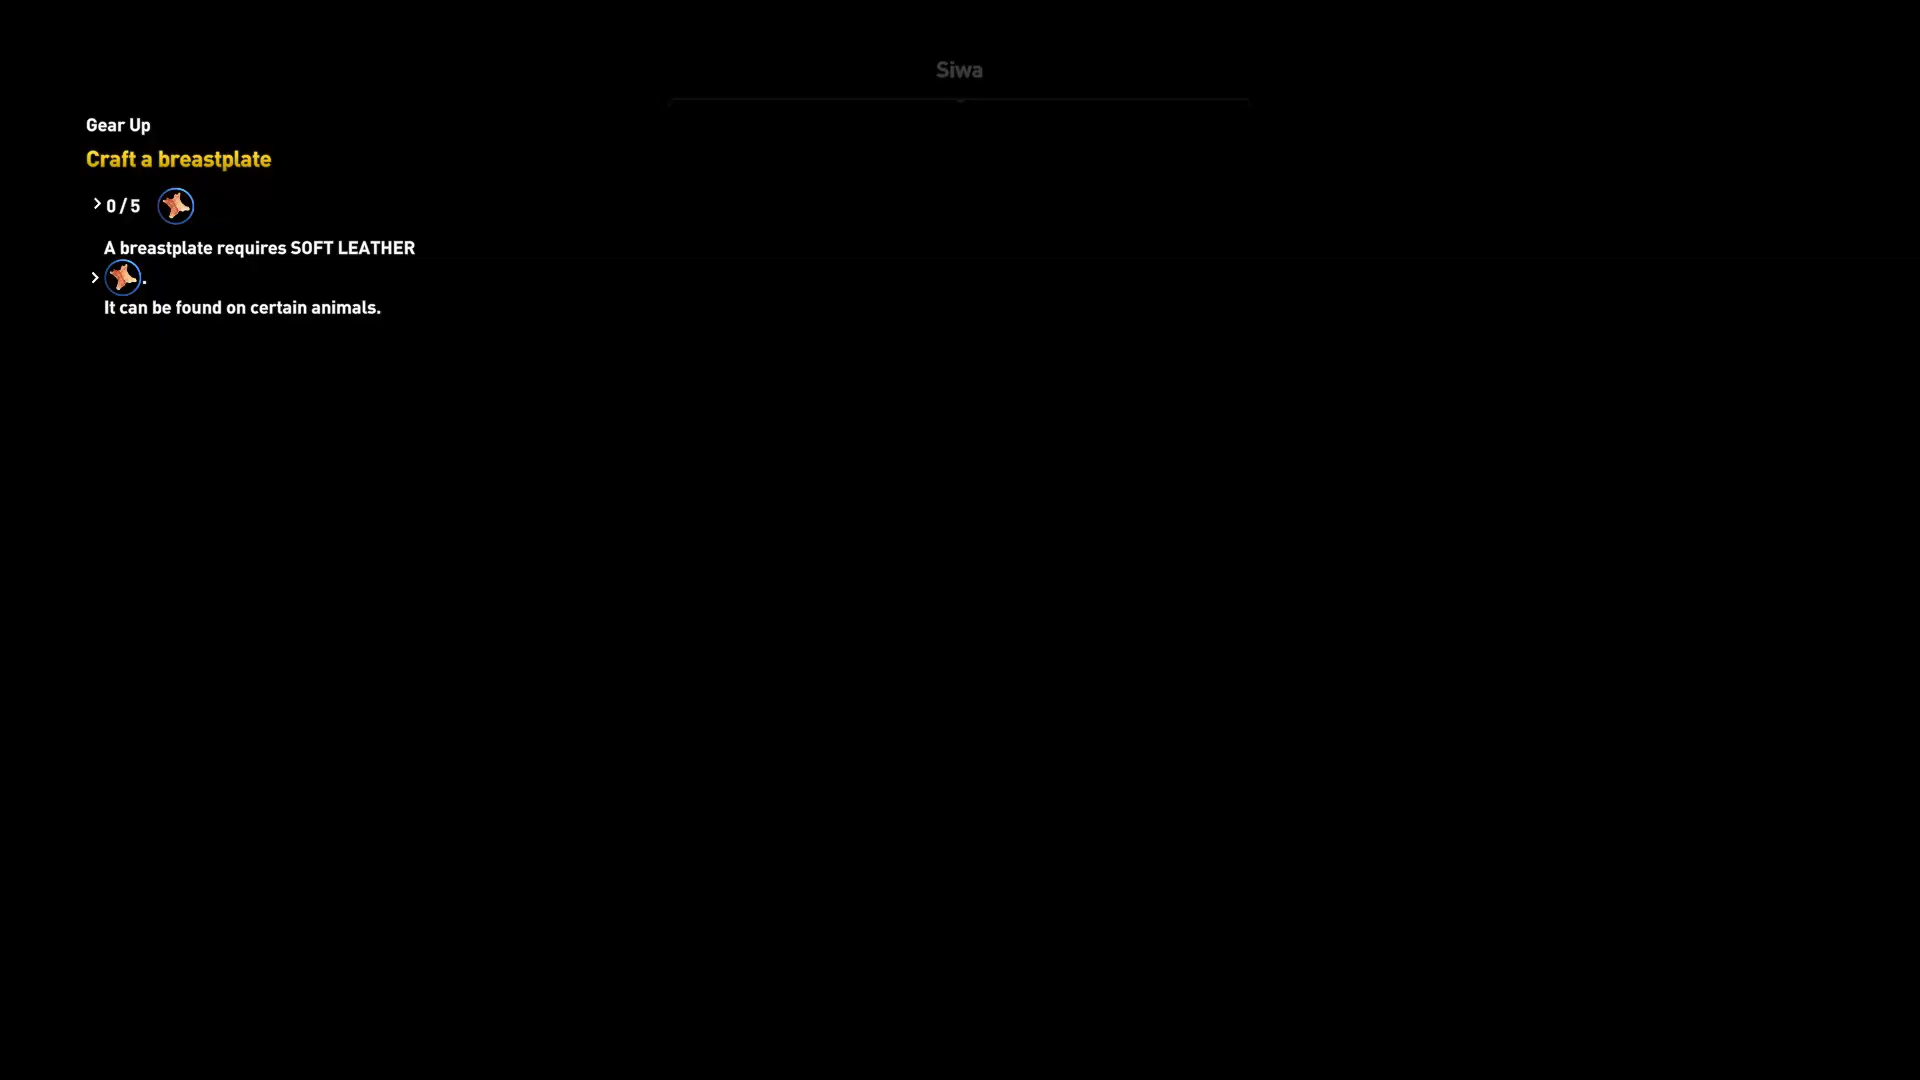 Siwa
Gear Up
Craft a breastplate
> 0 / 5
A breastplate requires SOFT LEATHER
> .
It can be found on certain animals.